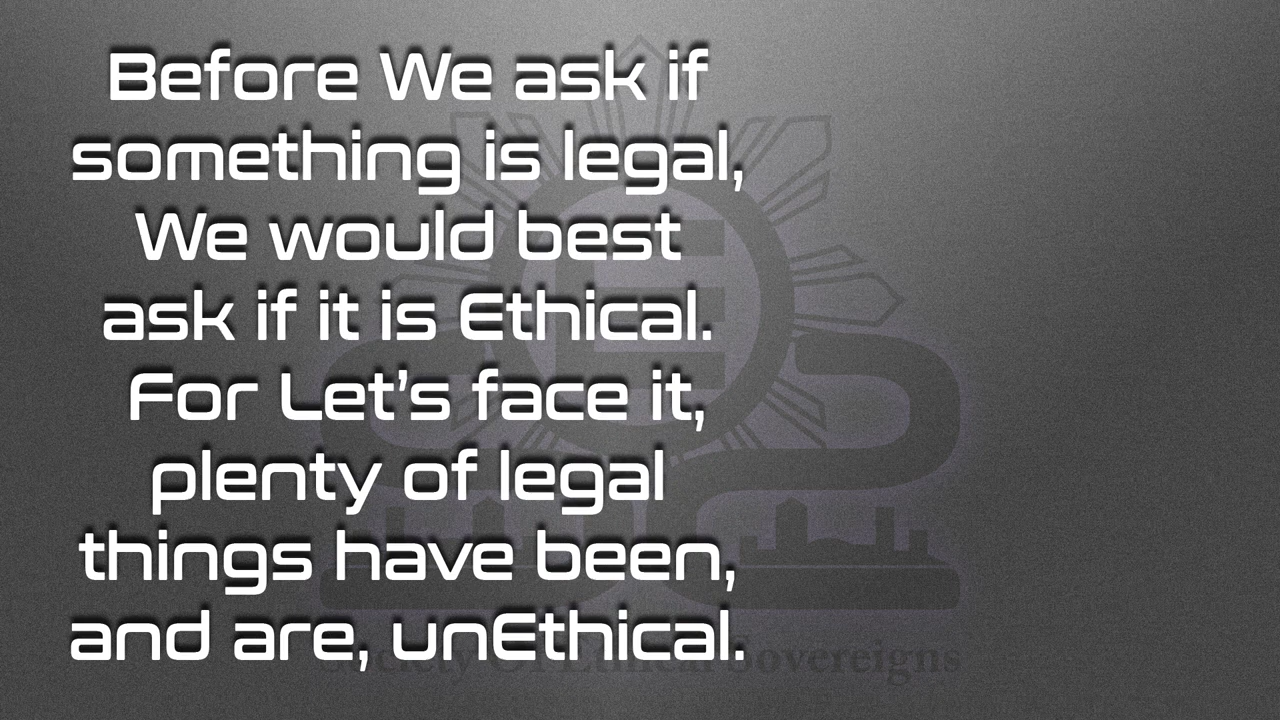 Before We ask if
something is legal,
We would best
ask if it is Ethical.
For Let's face it,
plenty of legal
things have been,
and are, unEthical.
Sovereigns